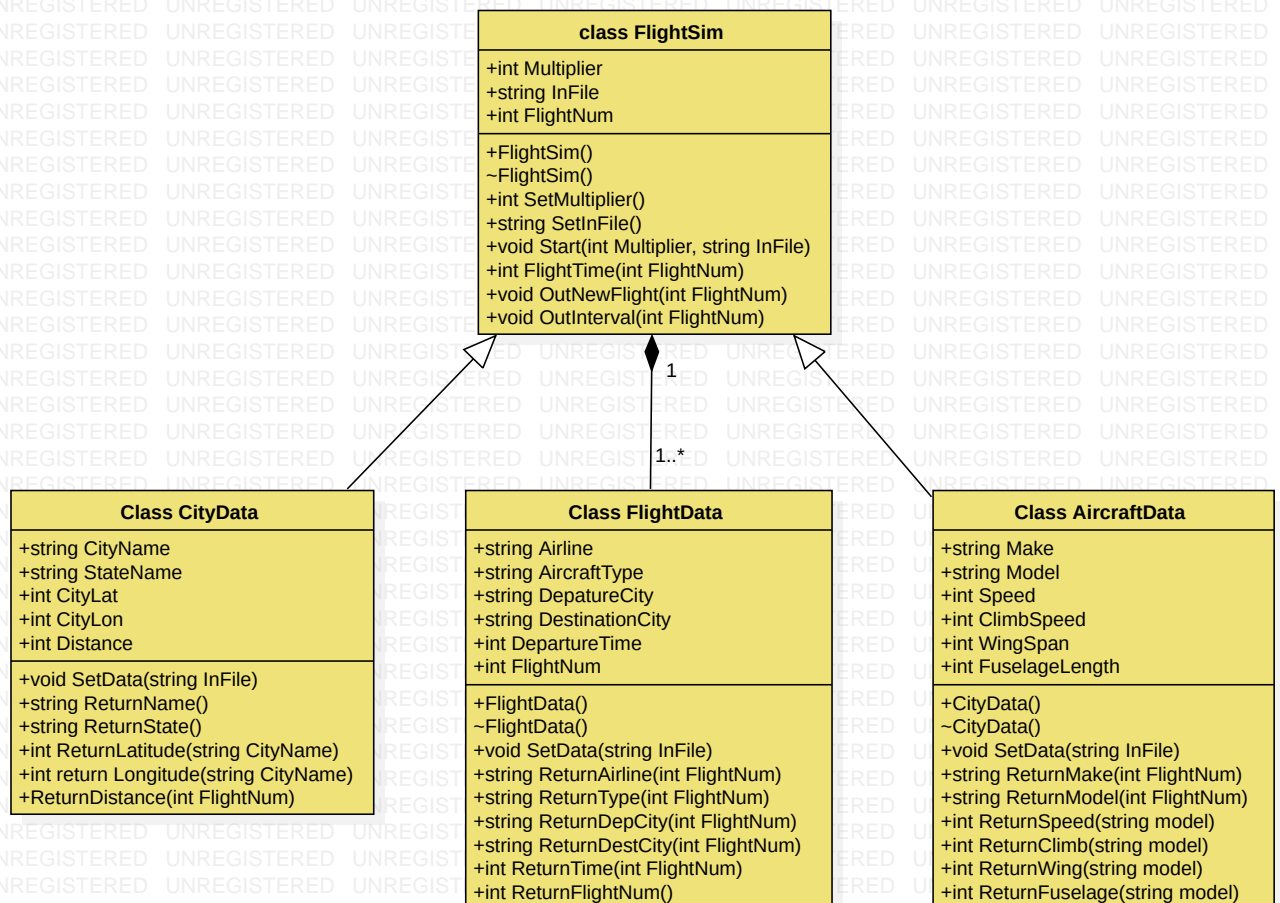 class FlightSim
+int Multiplier
+string InFile
+int FlightNum
+FlightSim()
~FlightSim()
+int SetMultiplier()
+string SetInFile()
+void Start(int Multiplier, string InFile)
+int FlightTime(int FlightNum)
+void OutNewFlight(int FlightNum)
+void OutInterval(int FlightNum)
1
1..*
Class CityData
+string CityName
+string StateName
+int CityLat
+int CityLon
+int Distance
+void SetData(string InFile)
+string ReturnName()
+string ReturnState()
+int ReturnLatitude(string CityName)
+int return Longitude(string CityName)
+ReturnDistance(int FlightNum)
Class FlightData
+string Airline
+string AircraftType
+string DepatureCity
+string DestinationCity
+int DepartureTime
+int FlightNum
+FlightData()
~FlightData()
+void SetData(string InFile)
+string ReturnAirline(int FlightNum)
+string ReturnType(int FlightNum)
+string ReturnDepCity(int FlightNum)
+string ReturnDestCity(int FlightNum)
+int ReturnTime(int FlightNum)
+int ReturnFlightNum()
Class AircraftData
+string Make
+string Model
+int Speed
+int ClimbSpeed
+int WingSpan
+int FuselageLength
+CityData()
~CityData()
+void SetData(string InFile)
+string ReturnMake(int FlightNum)
+string ReturnModel(int FlightNum)
+int ReturnSpeed(string model)
+int ReturnClimb(string model)
+int ReturnWing(string model)
+int ReturnFuselage(string model)
UNREGISTERED